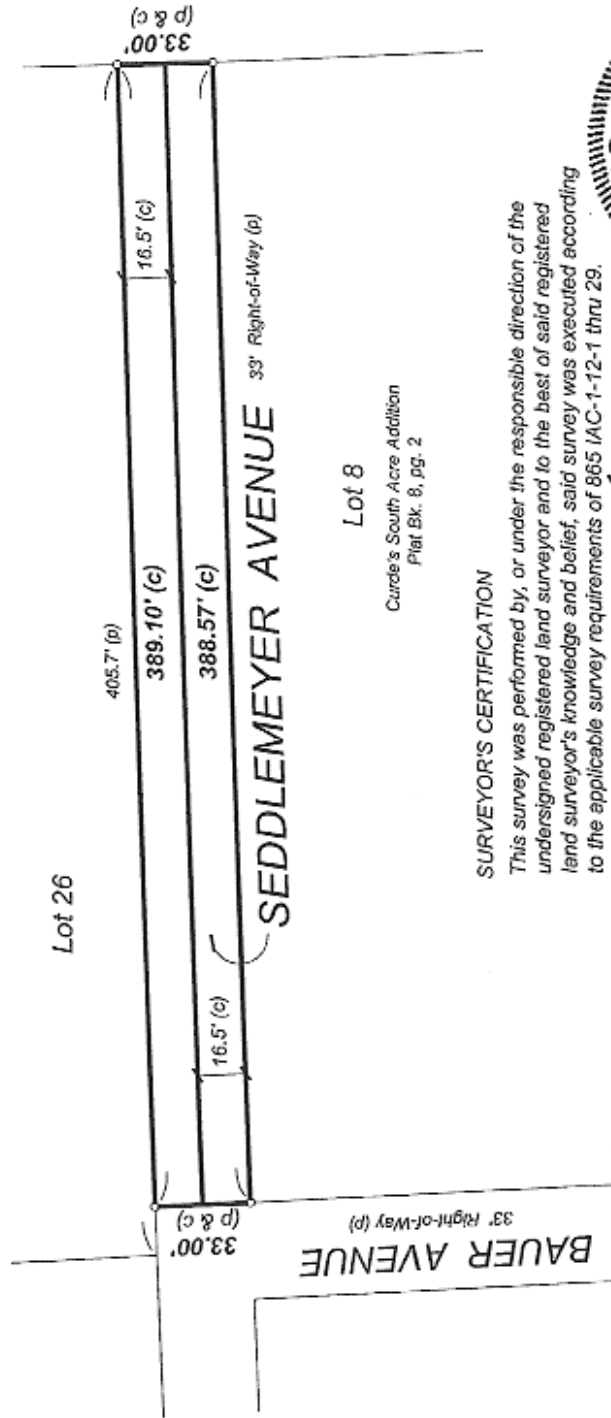 Lot 26
405.7' (p)
389.10' (c)
388.57' (c)
16.5' (c)
16.5' (c)
33.00'
(p & c)
33.00'
(p & c)
SEDDLEMEYER AVENUE 33' Right-of-Way (p)
BAUER AVENUE
33' Right-of-Way (p)
Lot 8
Curde's South Acre Addition
Plat Bk. 8, pg. 2
SURVEYOR'S CERTIFICATION
This survey was performed by, or under the responsible direction of the
undersigned registered land surveyor and to the best of said registered
land surveyor's knowledge and belief, said survey was executed according
to the applicable survey requirements of 865 IAC-1-12-1 thru 29.